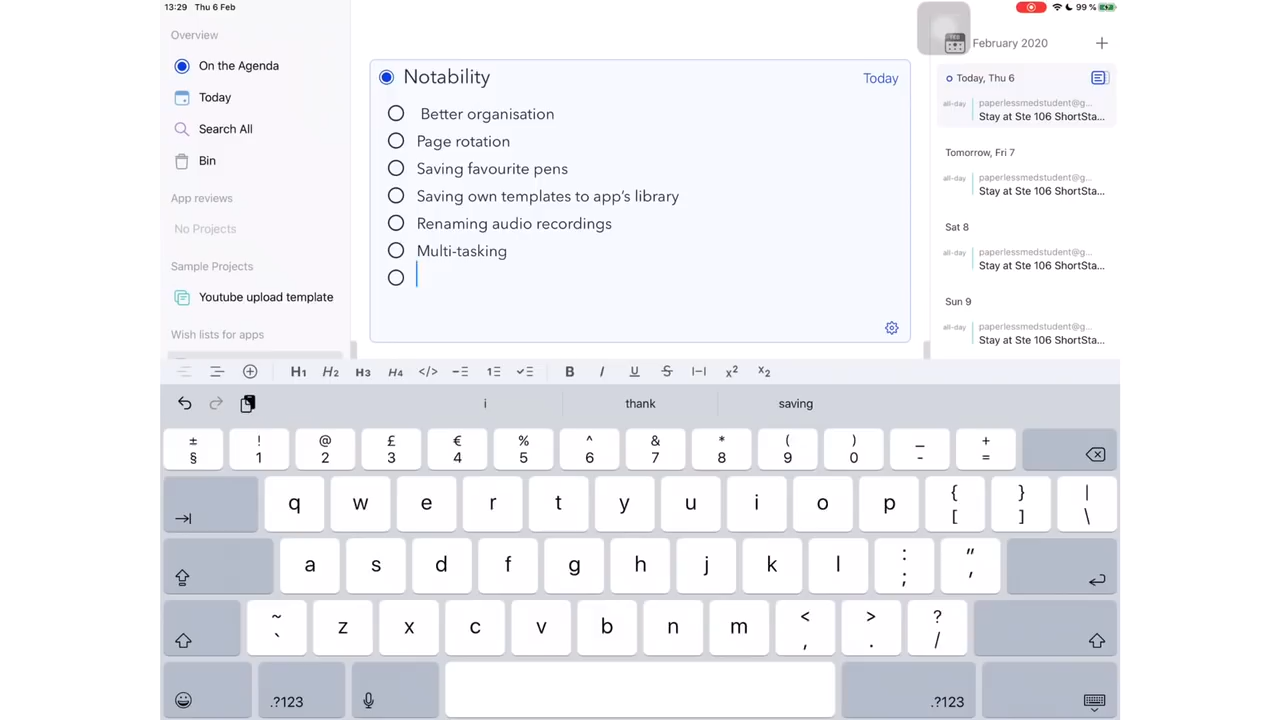 13:29 Thu 6 Feb
99 %
Overview
On the Agenda
Today
Search All
Bin
App reviews
No Projects
Sample Projects
Youtube upload template
Wish lists for apps
Notability
Today
Better organisation
Page rotation
Saving favourite pens
Saving own templates to app's library
Renaming audio recordings
Multi-tasking
FEB
February 2020
Today, Thu 6
all-day
paperlessmedstudent@g...
Stay at Ste 106 ShortSta...
Tomorrow, Fri 7
all-day
paperlessmedstudent@g...
Stay at Ste 106 ShortSta...
Sat 8
all-day
paperlessmedstudent@g...
Stay at Ste 106 ShortSta...
Sun 9
all-day
paperlessmedstudent@g...
Stay at Ste 106 ShortSta...
H1 H2 H3 H4 </> B I U S x² x₂
i thank saving
± ! @ £ € % ^ & * ( ) _ +
§ 1 2 3 4 5 6 7 8 9 0 - =
q w e r t y u i o p { [ } ] | \
a s d f g h j k l : ; " '
~ ` z x c v b n m < , > . ? /
.?123 .?123